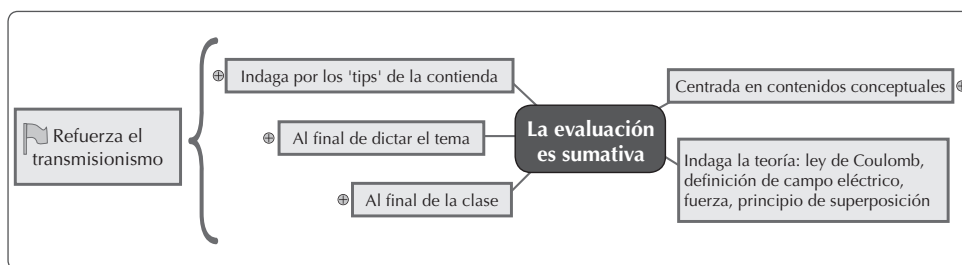 Refuerza el
transmisionismo
Indaga por los 'tips' de la contienda
Al final de dictar el tema
Al final de la clase
La evaluación
es sumativa
Centrada en contenidos conceptuales
Indaga la teoría: ley de Coulomb,
definición de campo eléctrico,
fuerza, principio de superposición